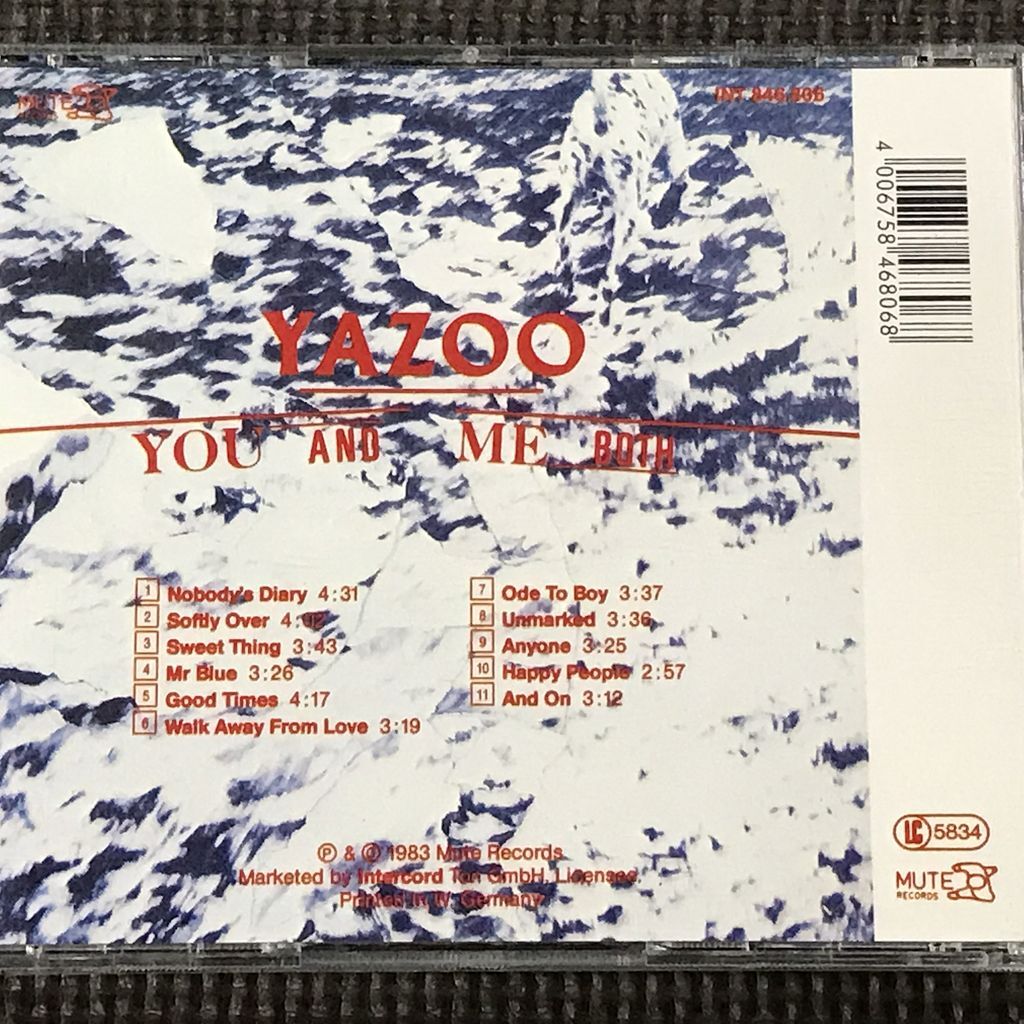 MUTE
INT 846.806
4 006758 468068
YAZOO
YOU AND ME BOTH
1 Nobody's Diary 4:31
2 Softly Over 4:02
3 Sweet Thing 3:43
4 Mr Blue 3:26
5 Good Times 4:17
6 Walk Away From Love 3:19
7 Ode To Boy 3:37
8 Unmarked 3:36
9 Anyone 3:25
10 Happy People 2:57
11 And On 3:12
℗ & © 1983 Mute Records
Marketed by Intercord Ton GmbH, Licensed
Printed in W. Germany
LC 5834
MUTE
RECORDS